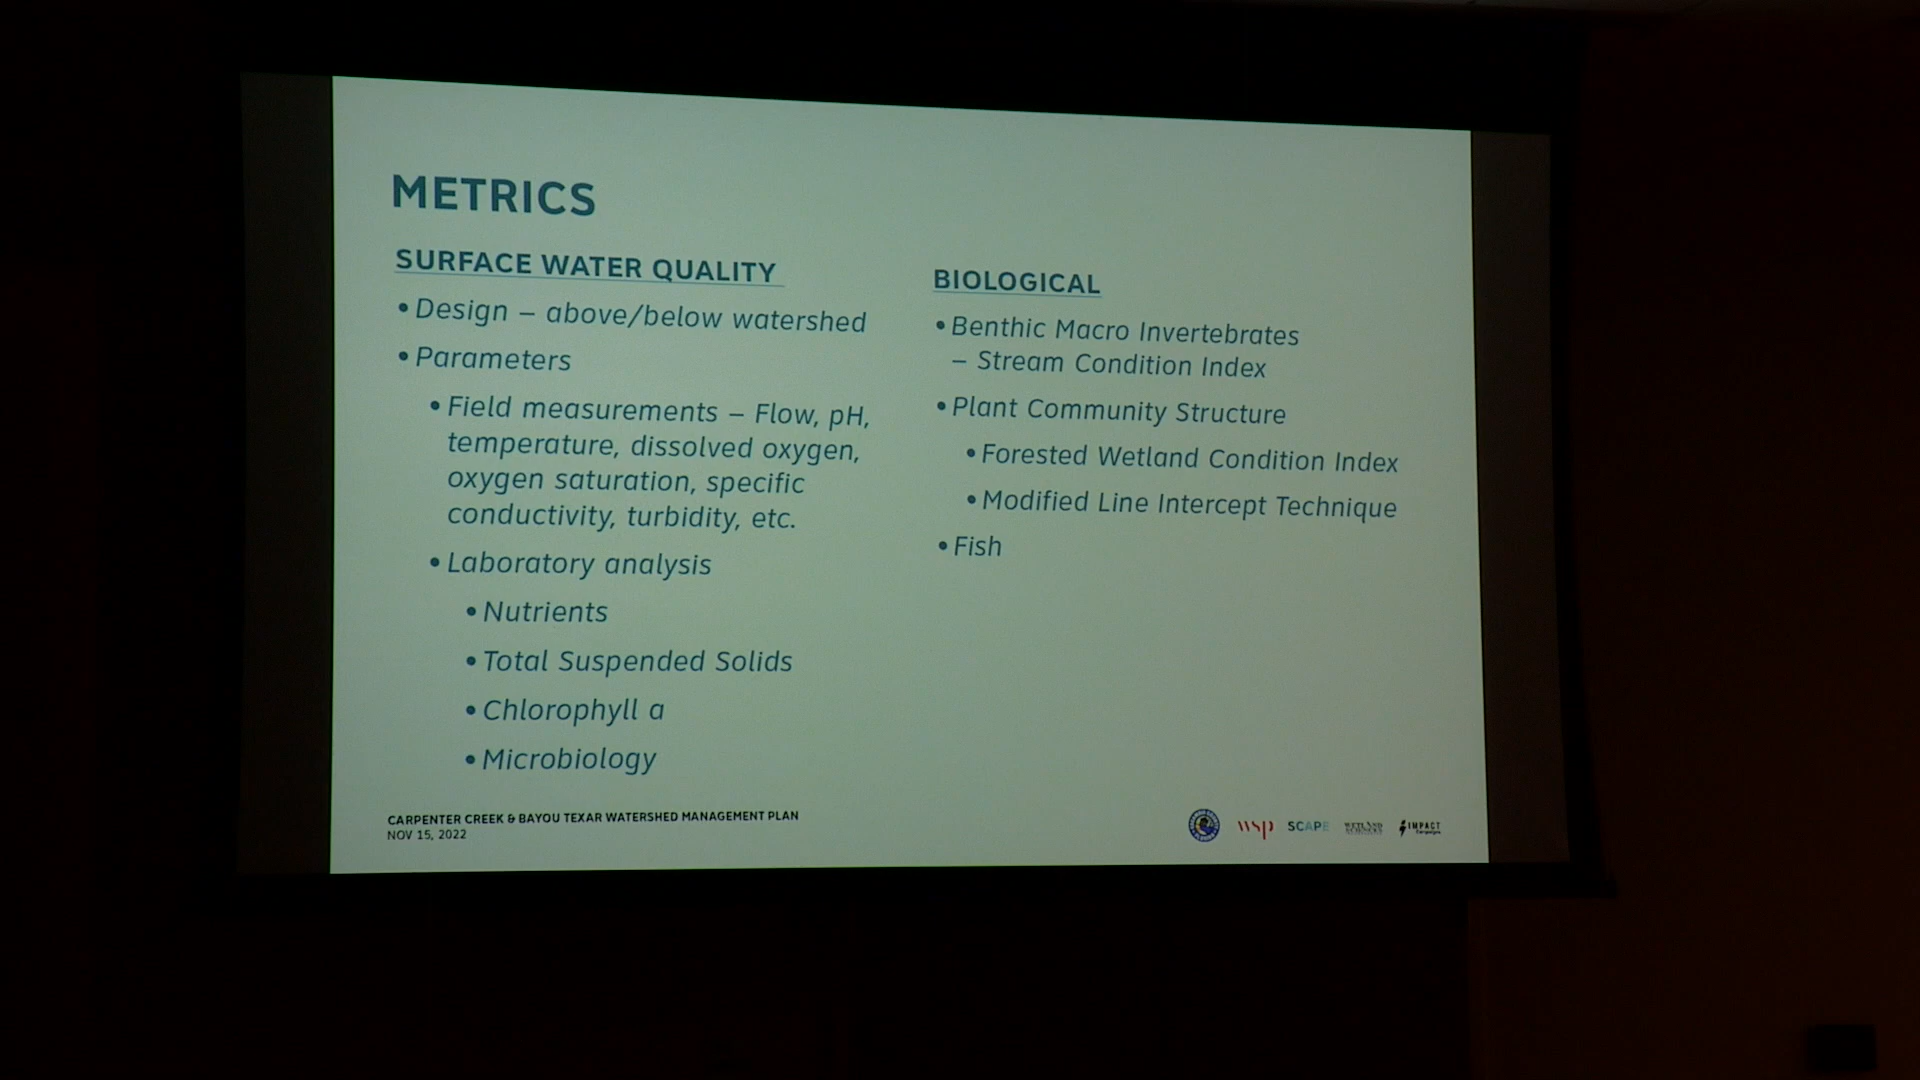 METRICS
SURFACE WATER QUALITY
• Design – above/below watershed
• Parameters
• Field measurements – Flow, pH,
temperature, dissolved oxygen,
oxygen saturation, specific
conductivity, turbidity, etc.
• Laboratory analysis
• Nutrients
• Total Suspended Solids
• Chlorophyll a
• Microbiology
BIOLOGICAL
• Benthic Macro Invertebrates
– Stream Condition Index
• Plant Community Structure
• Forested Wetland Condition Index
• Modified Line Intercept Technique
• Fish
CARPENTER CREEK & BAYOU TEXAR WATERSHED MANAGEMENT PLAN
NOV 15, 2022
wsp
SCAPE
WETLAND
SCIENCES
IMPACT
Campaigns